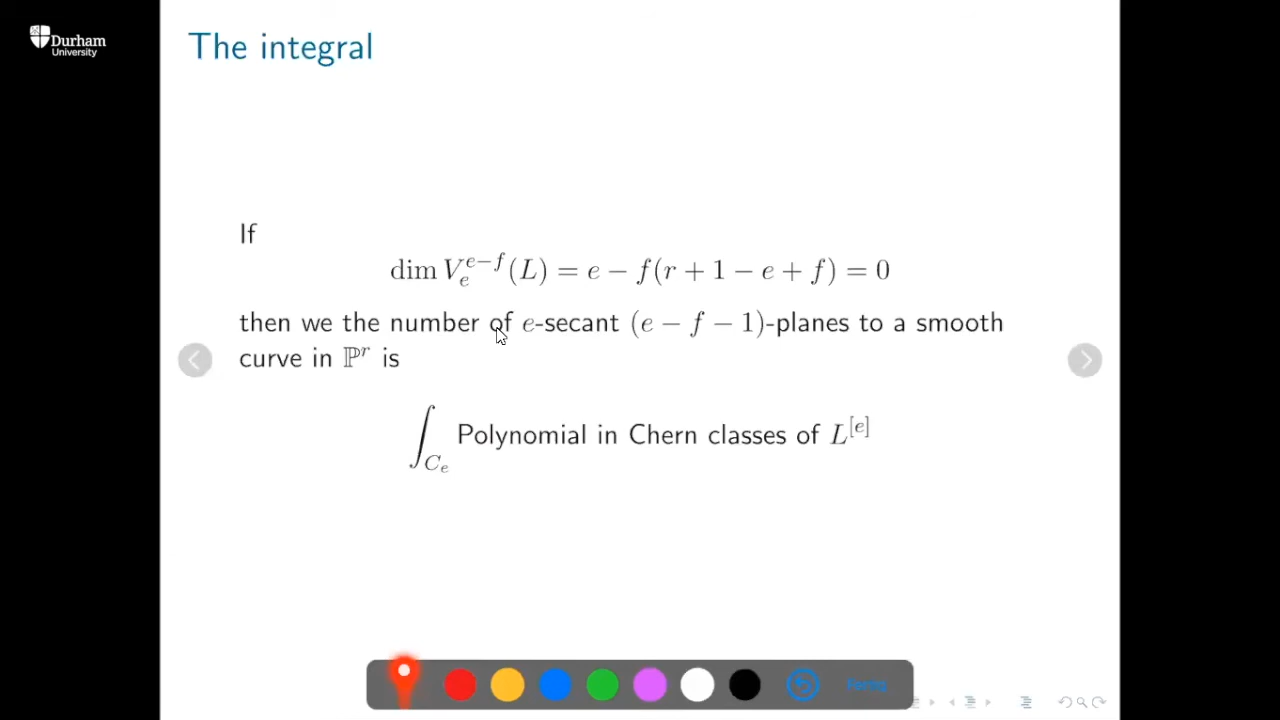 Durham
University
The integral
If
dim V_e^{e−f}(L) = e − f(r + 1 − e + f) = 0
then we the number of e-secant (e − f − 1)-planes to a smooth
curve in ℙ^r is
∫_{C_e} Polynomial in Chern classes of L^{[e]}